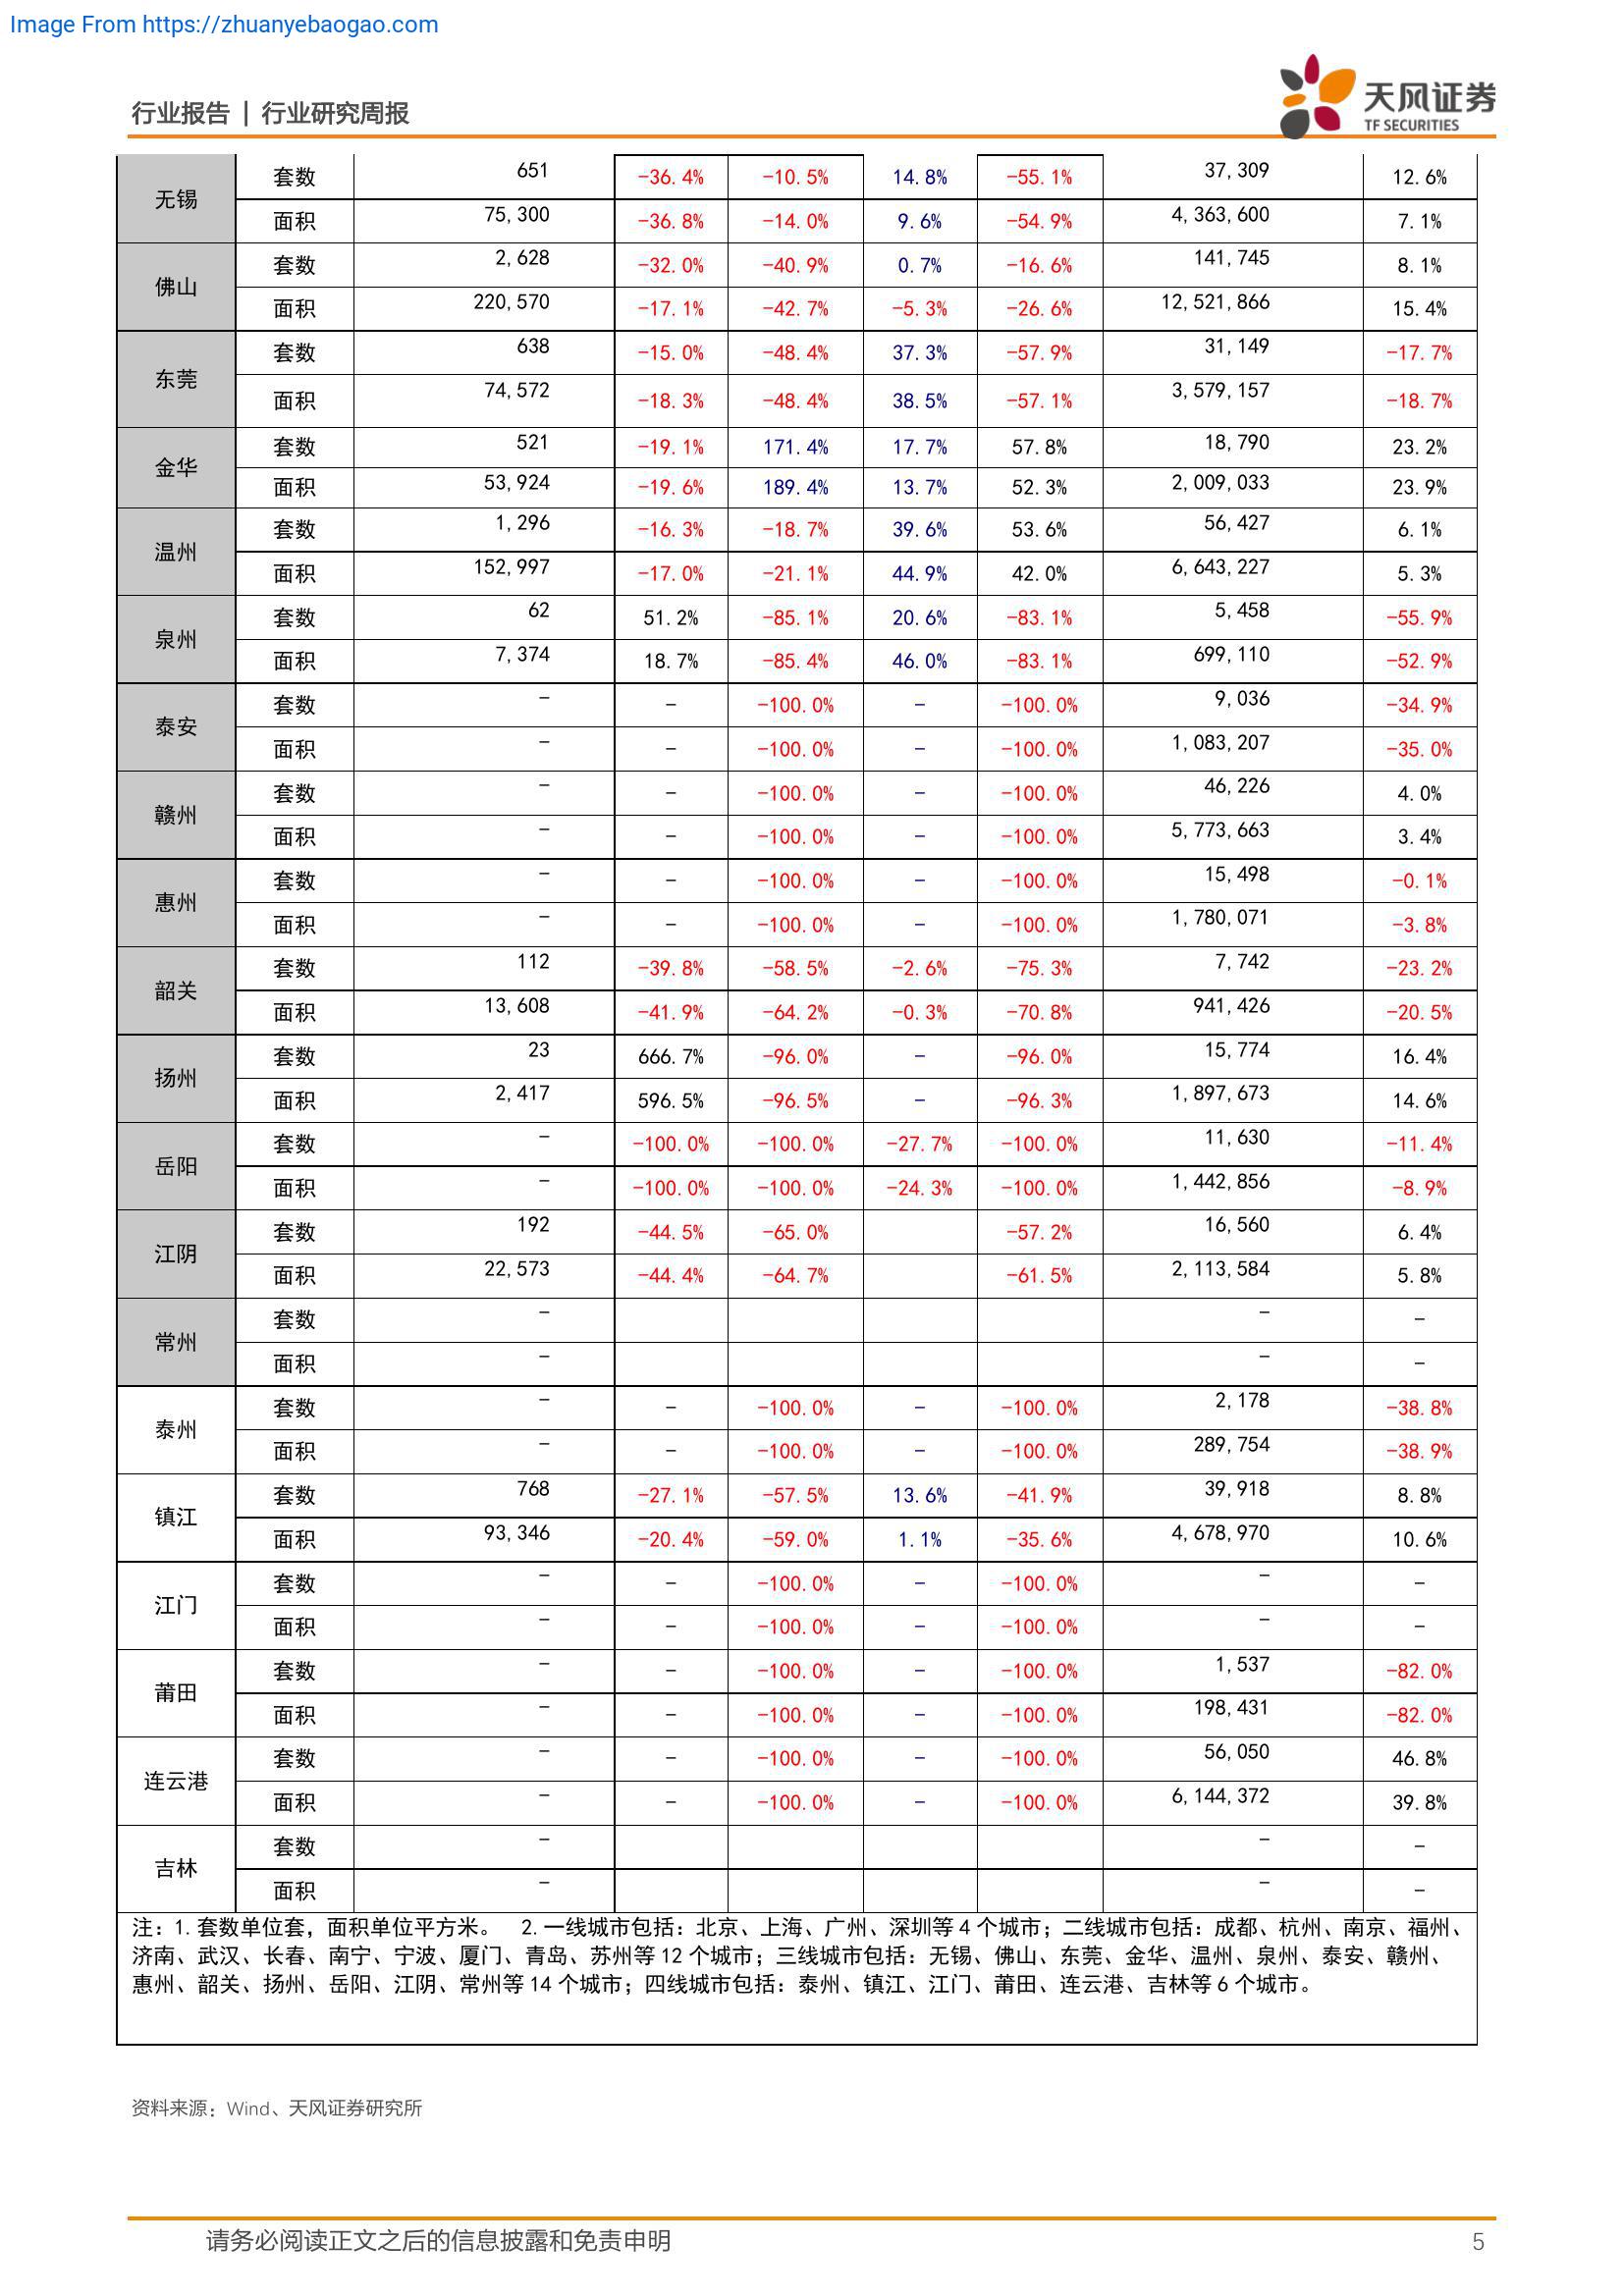 Image From https://zhuanyebaogao.com
行业报告 | 行业研究周报
天风证券
TF SECURITIES
无锡 套数 651 -36.4% -10.5% 14.8% -55.1% 37,309 12.6%
面积 75,300 -36.8% -14.0% 9.6% -54.9% 4,363,600 7.1%
佛山 套数 2,628 -32.0% -40.9% 0.7% -16.6% 141,745 8.1%
面积 220,570 -17.1% -42.7% -5.3% -26.6% 12,521,866 15.4%
东莞 套数 638 -15.0% -48.4% 37.3% -57.9% 31,149 -17.7%
面积 74,572 -18.3% -48.4% 38.5% -57.1% 3,579,157 -18.7%
金华 套数 521 -19.1% 171.4% 17.7% 57.8% 18,790 23.2%
面积 53,924 -19.6% 189.4% 13.7% 52.3% 2,009,033 23.9%
温州 套数 1,296 -16.3% -18.7% 39.6% 53.6% 56,427 6.1%
面积 152,997 -17.0% -21.1% 44.9% 42.0% 6,643,227 5.3%
泉州 套数 62 51.2% -85.1% 20.6% -83.1% 5,458 -55.9%
面积 7,374 18.7% -85.4% 46.0% -83.1% 699,110 -52.9%
泰安 套数 - - -100.0% - -100.0% 9,036 -34.9%
面积 - - -100.0% - -100.0% 1,083,207 -35.0%
赣州 套数 - - -100.0% - -100.0% 46,226 4.0%
面积 - - -100.0% - -100.0% 5,773,663 3.4%
惠州 套数 - - -100.0% - -100.0% 15,498 -0.1%
面积 - - -100.0% - -100.0% 1,780,071 -3.8%
韶关 套数 112 -39.8% -58.5% -2.6% -75.3% 7,742 -23.2%
面积 13,608 -41.9% -64.2% -0.3% -70.8% 941,426 -20.5%
扬州 套数 23 666.7% -96.0% - -96.0% 15,774 16.4%
面积 2,417 596.5% -96.5% - -96.3% 1,897,673 14.6%
岳阳 套数 - -100.0% -100.0% -27.7% -100.0% 11,630 -11.4%
面积 - -100.0% -100.0% -24.3% -100.0% 1,442,856 -8.9%
江阴 套数 192 -44.5% -65.0% -57.2% 16,560 6.4%
面积 22,573 -44.4% -64.7% -61.5% 2,113,584 5.8%
常州 套数 - - -
面积 - - -
泰州 套数 - - -100.0% - -100.0% 2,178 -38.8%
面积 - - -100.0% - -100.0% 289,754 -38.9%
镇江 套数 768 -27.1% -57.5% 13.6% -41.9% 39,918 8.8%
面积 93,346 -20.4% -59.0% 1.1% -35.6% 4,678,970 10.6%
江门 套数 - - -100.0% - -100.0% - -
面积 - - -100.0% - -100.0% - -
莆田 套数 - - -100.0% - -100.0% 1,537 -82.0%
面积 - - -100.0% - -100.0% 198,431 -82.0%
连云港 套数 - - -100.0% - -100.0% 56,050 46.8%
面积 - - -100.0% - -100.0% 6,144,372 39.8%
吉林 套数 - - -
面积 - - -
注：1.套数单位套，面积单位平方米。 2.一线城市包括：北京、上海、广州、深圳等 4 个城市；二线城市包括：成都、杭州、南京、福州、
济南、武汉、长春、南宁、宁波、厦门、青岛、苏州等 12 个城市；三线城市包括：无锡、佛山、东莞、金华、温州、泉州、泰安、赣州、
惠州、韶关、扬州、岳阳、江阴、常州等 14 个城市；四线城市包括：泰州、镇江、江门、莆田、连云港、吉林等 6 个城市。
资料来源：Wind、天风证券研究所
请务必阅读正文之后的信息披露和免责申明 5